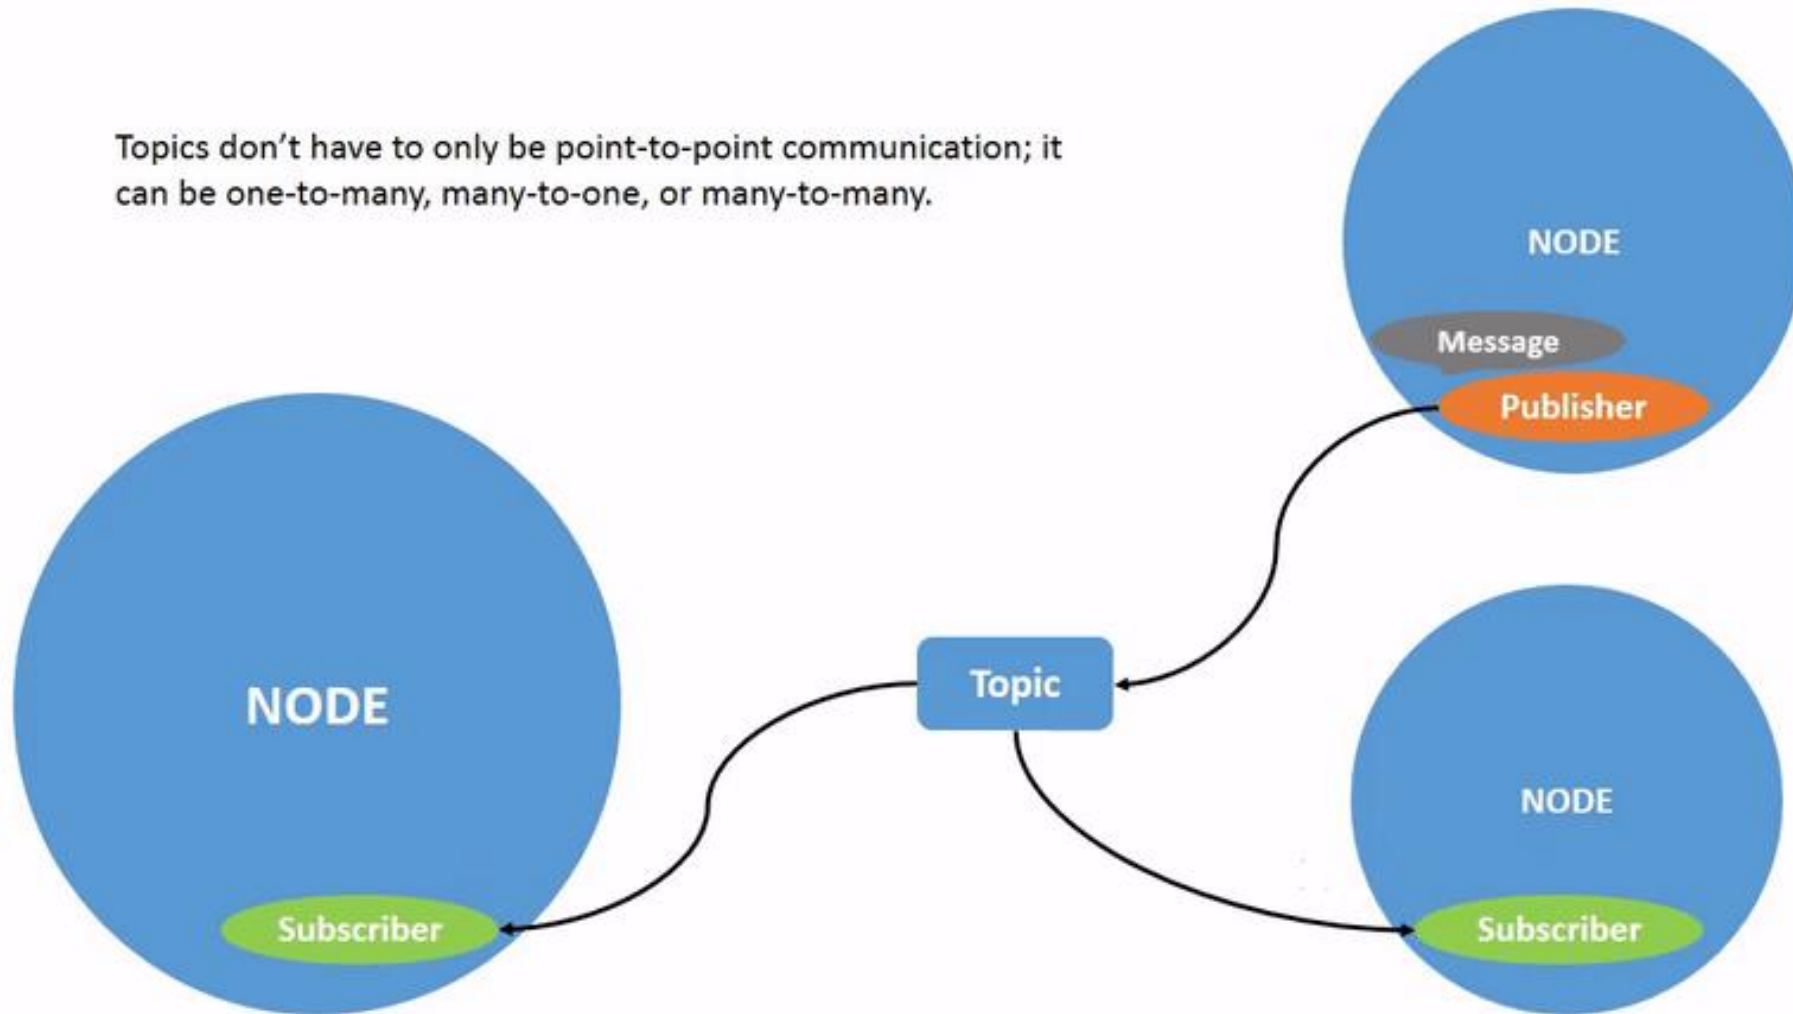 Topics don't have to only be point-to-point communication; it
can be one-to-many, many-to-one, or many-to-many.
NODE
Message
Publisher
Topic
NODE
Subscriber
NODE
Subscriber